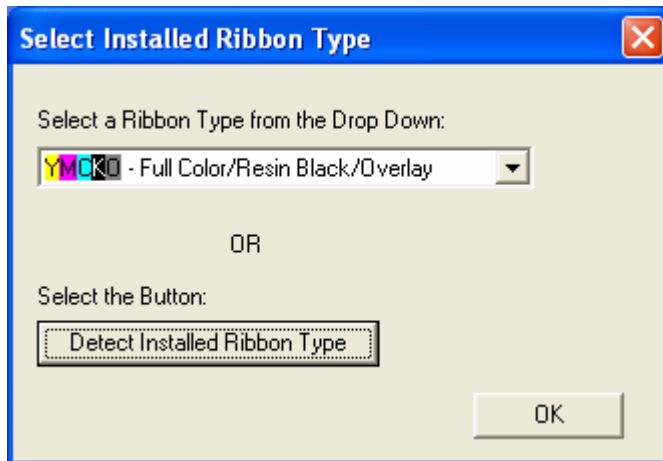 Select Installed Ribbon Type
Select a Ribbon Type from the Drop Down:
YMCKO - Full Color/Resin Black/Overlay
OR
Select the Button:
Detect Installed Ribbon Type
OK